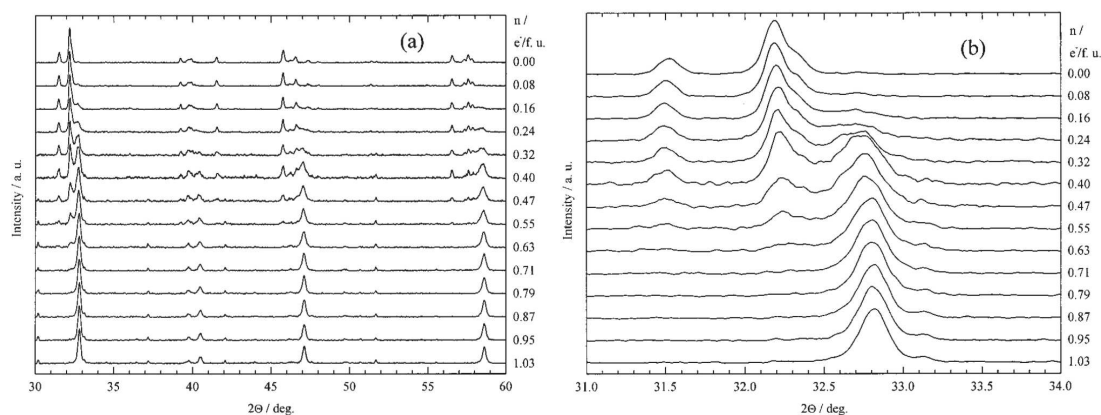 (a)
Intensity / a. u.
n /
e⁻/f. u.
0.00
0.08
0.16
0.24
0.32
0.40
0.47
0.55
0.63
0.71
0.79
0.87
0.95
1.03
30 35 40 45 50 55 60
2Θ / deg.
(b)
Intensity / a. u.
n /
e⁻/f. u.
0.00
0.08
0.16
0.24
0.32
0.40
0.47
0.55
0.63
0.71
0.79
0.87
0.95
1.03
31.0 31.5 32.0 32.5 33.0 33.5 34.0
2Θ / deg.